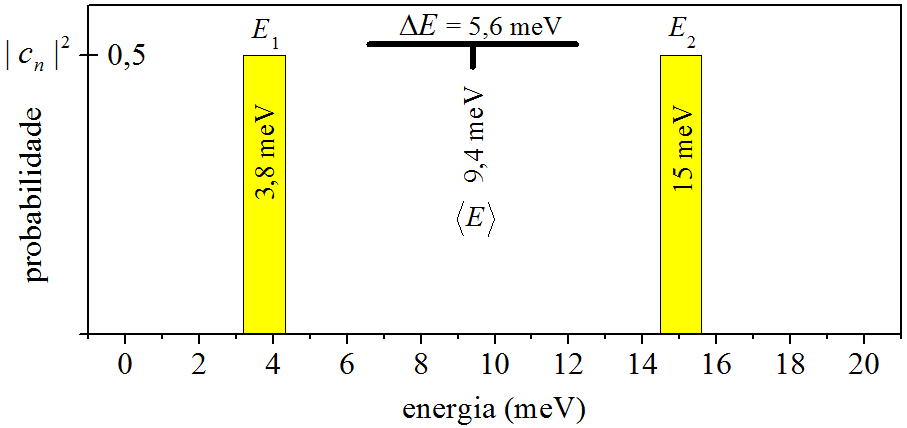 E₁
ΔE = 5,6 meV
E₂
|cₙ|²
0,5
probabilidade
3,8 meV
9,4 meV
⟨E⟩
15 meV
0 2 4 6 8 10 12 14 16 18 20
energia (meV)